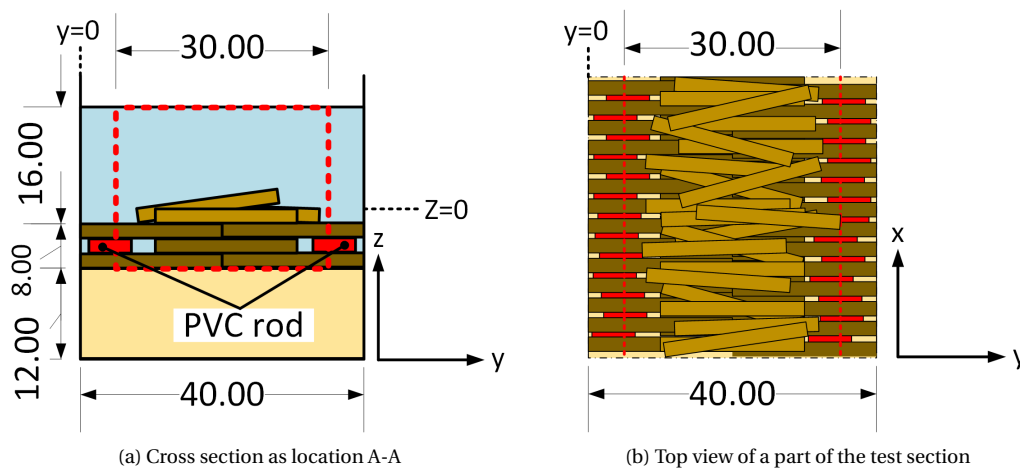 y=0
30.00
16.00
Z=0
z
8.00
PVC rod
12.00
y
40.00
(a) Cross section as location A-A
y=0
30.00
x
y
40.00
(b) Top view of a part of the test section